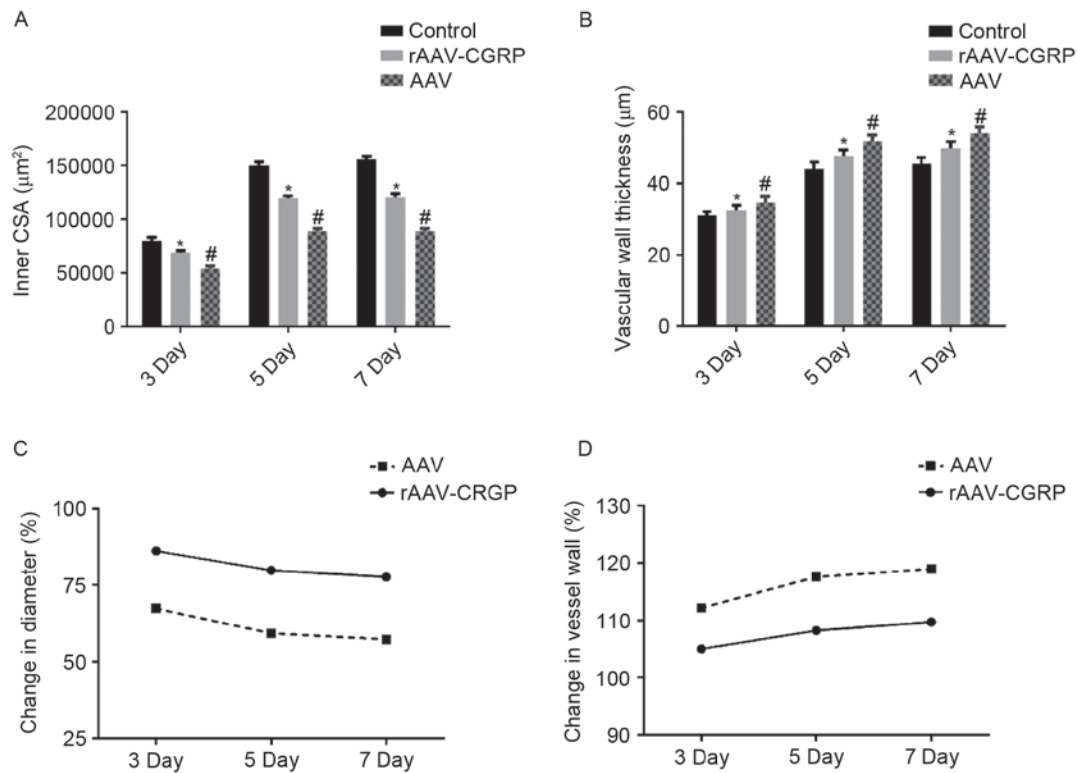 A
Control
rAAV-CGRP
AAV
Inner CSA (μm²)
200000
150000
100000
50000
0
* # * # * #
3 Day
5 Day
7 Day
B
Control
rAAV-CGRP
AAV
Vascular wall thickness (μm)
60
40
20
0
* # * # * #
3 Day
5 Day
7 Day
C
AAV
rAAV-CRGP
Change in diameter (%)
100
75
50
25
3 Day 5 Day 7 Day
D
AAV
rAAV-CGRP
Change in vessel wall (%)
130
120
110
100
90
3 Day 5 Day 7 Day